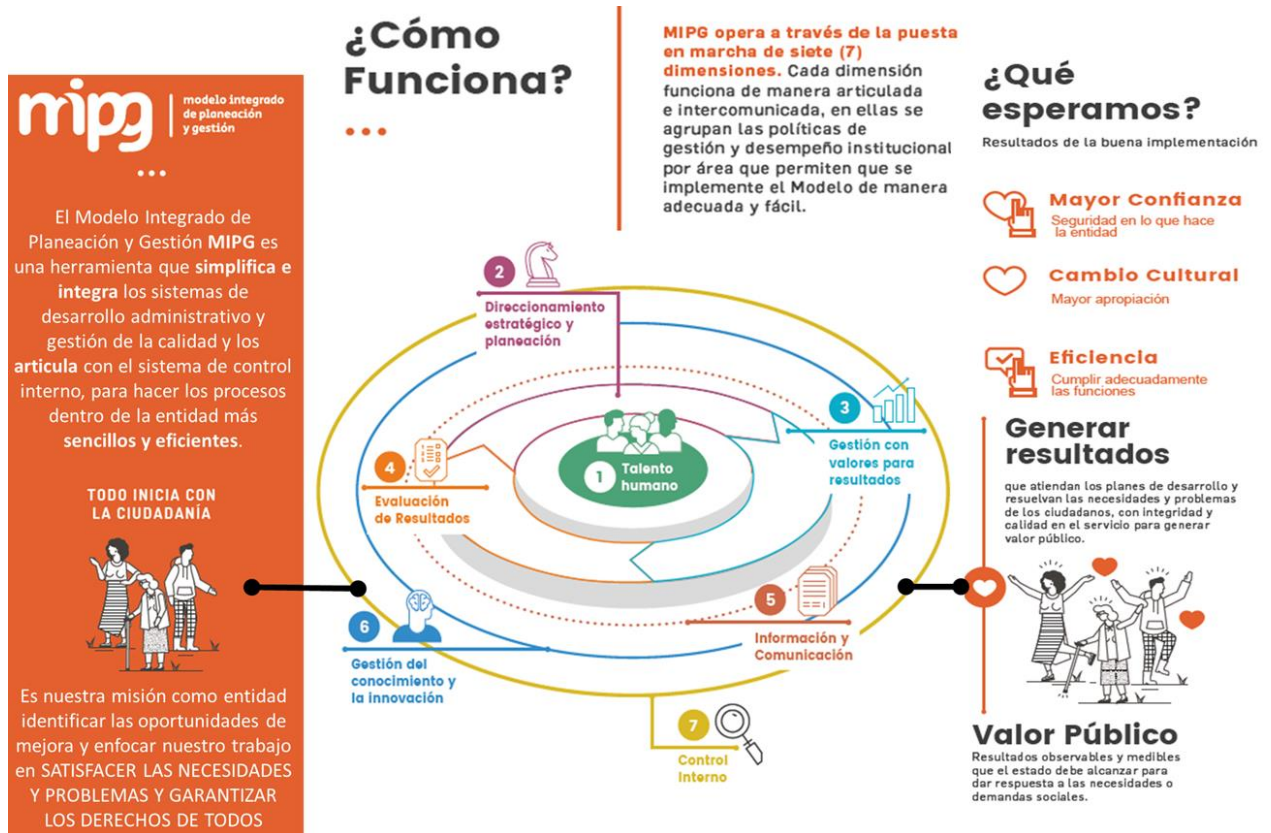 mipg
modelo integrado
de planeación
y gestión
El Modelo Integrado de
Planeación y Gestión MIPG es
una herramienta que simplifica e
integra los sistemas de
desarrollo administrativo y
gestión de la calidad y los
articula con el sistema de control
interno, para hacer los procesos
dentro de la entidad más
sencillos y eficientes.
TODO INICIA CON
LA CIUDADANÍA
Es nuestra misión como entidad
identificar las oportunidades de
mejora y enfocar nuestro trabajo
en SATISFACER LAS NECESIDADES
Y PROBLEMAS Y GARANTIZAR
LOS DERECHOS DE TODOS
¿Cómo
Funciona?
MIPG opera a través de la puesta
en marcha de siete (7)
dimensiones. Cada dimensión
funciona de manera articulada
e intercomunicada, en ellas se
agrupan las políticas de
gestión y desempeño institucional
por área que permiten que se
implemente el Modelo de manera
adecuada y fácil.
1 Talento
humano
2
Direccionamiento
estratégico y
planeación
3
Gestión con
valores para
resultados
4
Evaluación
de Resultados
5
Información y
Comunicación
6
Gestión del
conocimiento y
la innovación
7
Control
Interno
¿Qué
esperamos?
Resultados de la buena implementación
Mayor Confianza
Seguridad en lo que hace
la entidad
Cambio Cultural
Mayor apropiación
Eficiencia
Cumplir adecuadamente
las funciones
Generar
resultados
que atiendan los planes de desarrollo y
resuelvan las necesidades y problemas
de los ciudadanos, con integridad y
calidad en el servicio para generar
valor público.
Valor Público
Resultados observables y medibles
que el estado debe alcanzar para
dar respuesta a las necesidades o
demandas sociales.